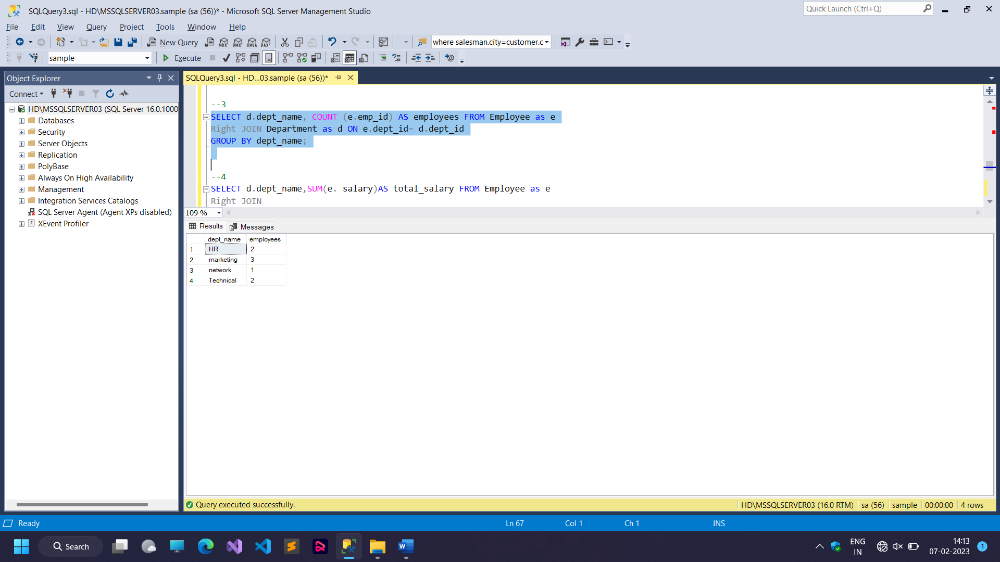 SQLQuery3.sql - HD\MSSQLSERVER03.sample (sa (56))* - Microsoft SQL Server Management Studio
Quick Launch (Ctrl+Q)
File Edit View Query Project Tools Window Help
New Query
MDX DMX XMLA DAX
where salesman.city=customer.c
sample
Execute
Object Explorer
Connect
HD\MSSQLSERVER03 (SQL Server 16.0.1000
Databases
Security
Server Objects
Replication
PolyBase
Always On High Availability
Management
Integration Services Catalogs
SQL Server Agent (Agent XPs disabled)
XEvent Profiler
SQLQuery3.sql - HD...03.sample (sa (56))*
--3
SELECT d.dept_name, COUNT (e.emp_id) AS employees FROM Employee as e
Right JOIN Department as d ON e.dept_id= d.dept_id
GROUP BY dept_name;
--4
SELECT d.dept_name,SUM(e. salary)AS total_salary FROM Employee as e
Right JOIN
109 %
Results Messages
dept_name employees
1 HR 2
2 marketing 3
3 network 1
4 Technical 2
Query executed successfully.
HD\MSSQLSERVER03 (16.0 RTM) sa (56) sample 00:00:00 4 rows
Ready
Ln 67 Col 1 Ch 1 INS
Search
ENG
IN
14:13
07-02-2023
1